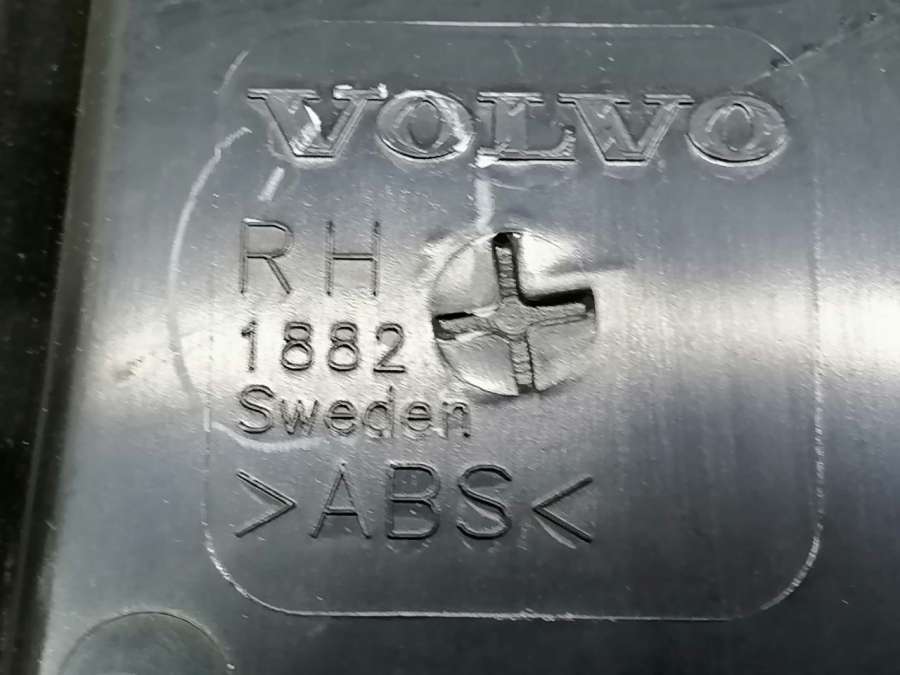 VOLVO
RH
1882
Sweden
>ABS<